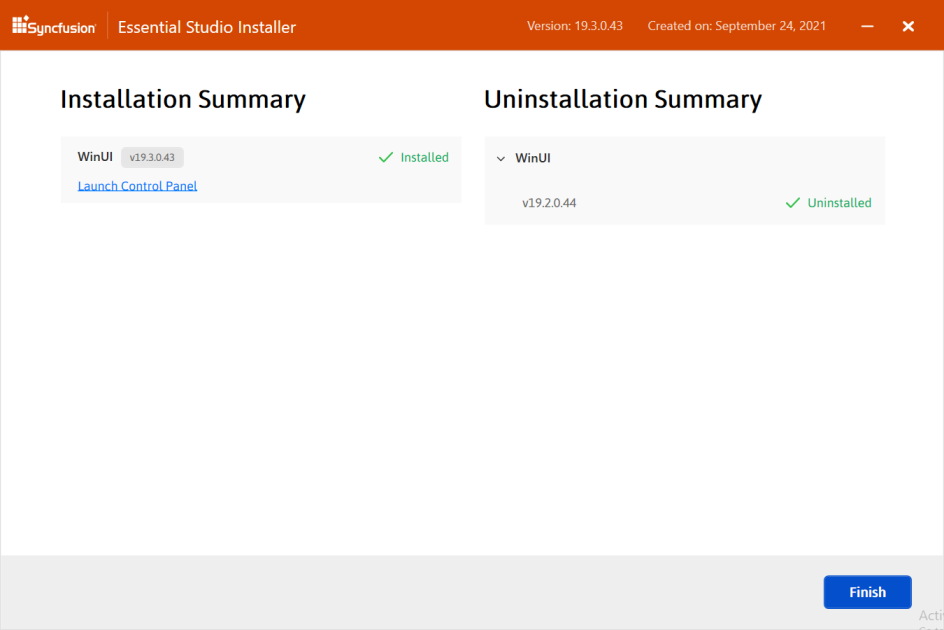 Syncfusion
Essential Studio Installer
Version: 19.3.0.43
Created on: September 24, 2021
Installation Summary
WinUI
v19.3.0.43
Installed
Launch Control Panel
Uninstallation Summary
WinUI
v19.2.0.44
Uninstalled
Finish